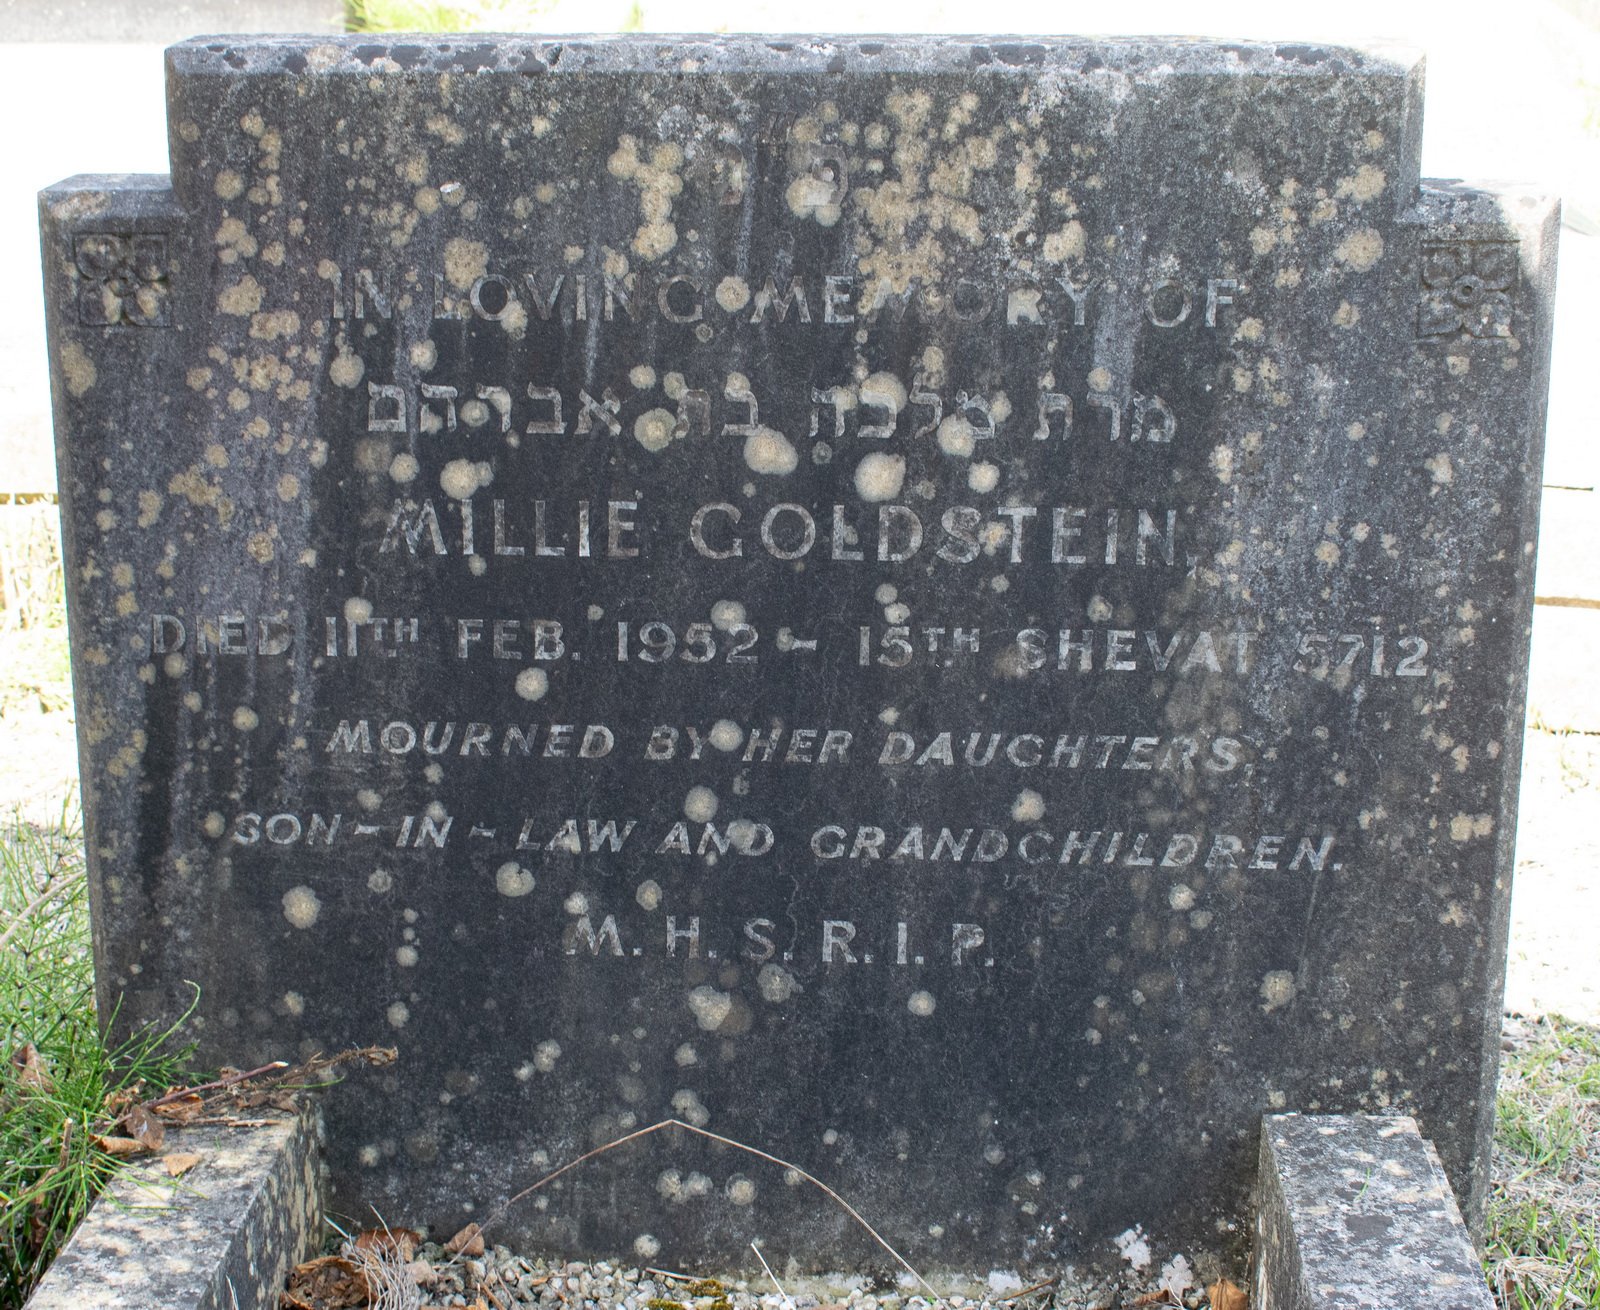 פ נ
IN LOVING MEMORY OF
מרת מלכה בת אברהם
MILLIE GOLDSTEIN,
DIED 11TH FEB. 1952 - 15TH SHEVAT 5712,
MOURNED BY HER DAUGHTERS,
SON-IN-LAW AND GRANDCHILDREN.
M.H.S.R.I.P.